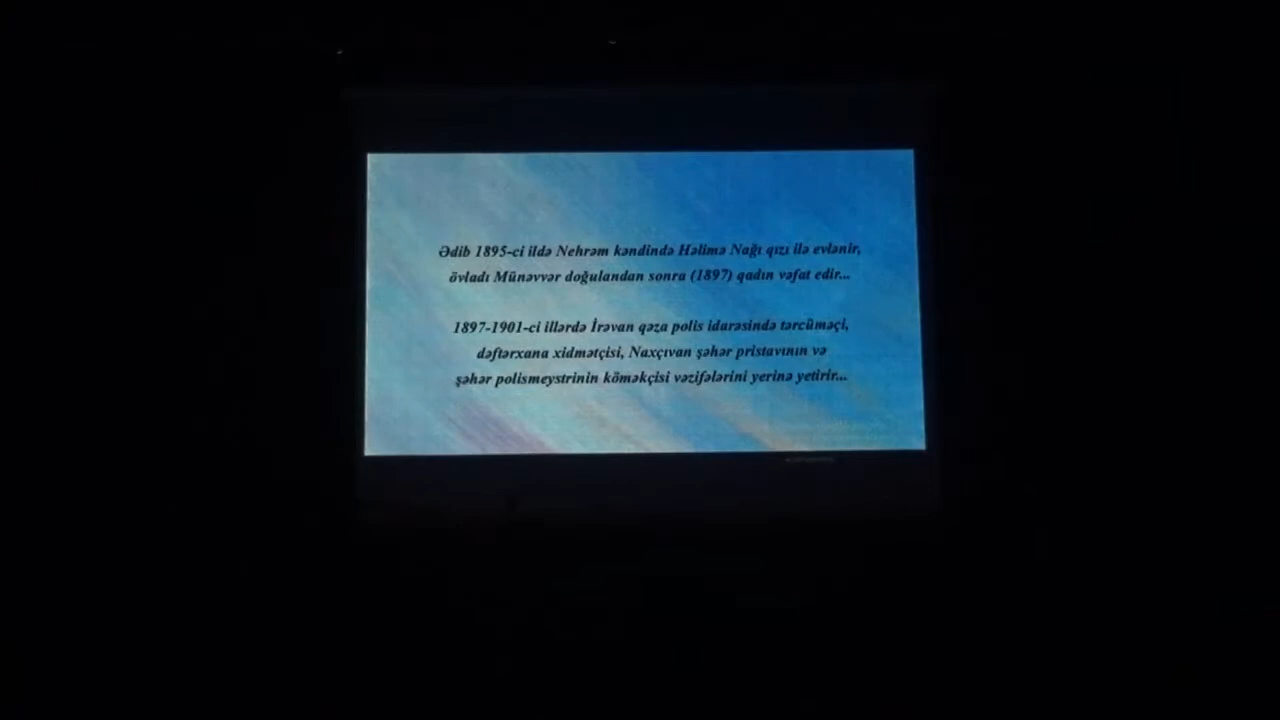 Ədib 1895-ci ildə Nehrəm kəndində Həlimə Nağı qızı ilə evlənir,
övladı Münəvvər doğulandan sonra (1897) qadın vəfat edir...
1897-1901-ci illərdə İrəvan qəza polis idarəsində tərcüməçi,
dəftərxana xidmətçisi, Naxçıvan şəhər pristavının və
şəhər polismeystrinin köməkçisi vəzifələrini yerinə yetirir...